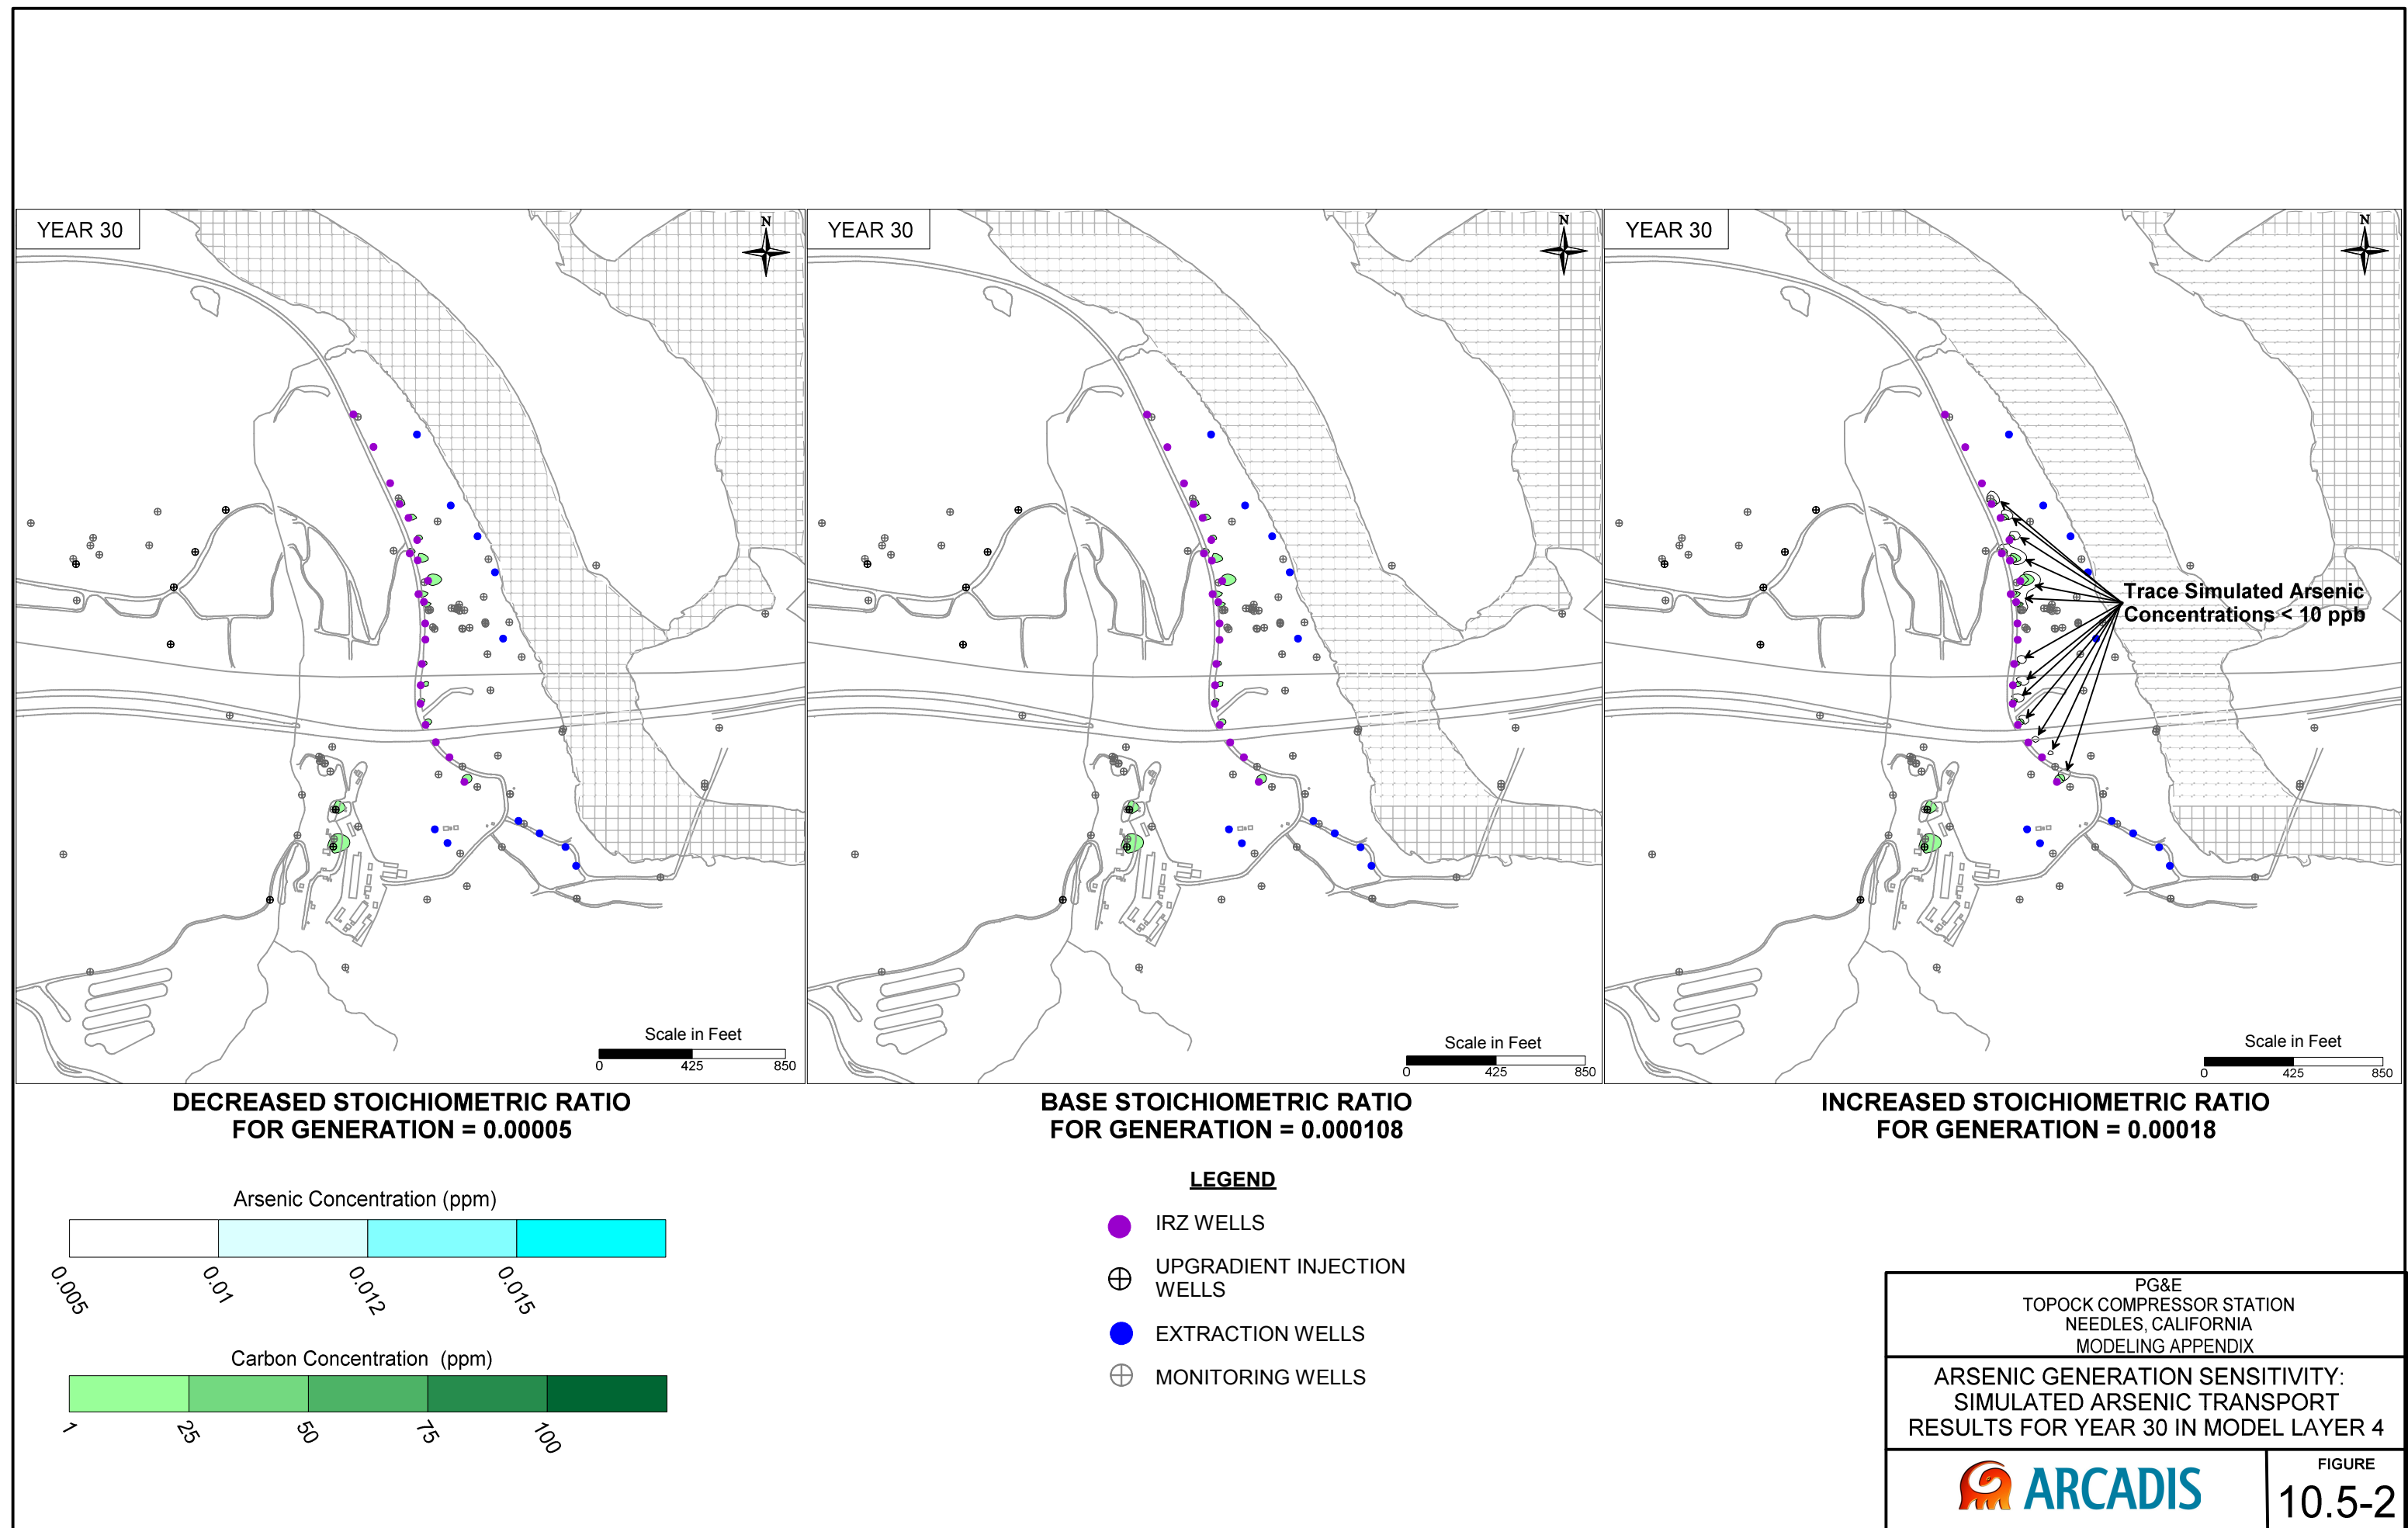 YEAR 30
N
YEAR 30
N
YEAR 30
N
Trace Simulated Arsenic
Concentrations < 10 ppb
Scale in Feet
0 425 850
Scale in Feet
0 425 850
Scale in Feet
0 425 850
DECREASED STOICHIOMETRIC RATIO
FOR GENERATION = 0.00005
BASE STOICHIOMETRIC RATIO
FOR GENERATION = 0.000108
INCREASED STOICHIOMETRIC RATIO
FOR GENERATION = 0.00018
Arsenic Concentration (ppm)
0.005 0.01 0.012 0.015
Carbon Concentration (ppm)
1 25 50 75 100
LEGEND
IRZ WELLS
UPGRADIENT INJECTION
WELLS
EXTRACTION WELLS
MONITORING WELLS
PG&E
TOPOCK COMPRESSOR STATION
NEEDLES, CALIFORNIA
MODELING APPENDIX
ARSENIC GENERATION SENSITIVITY:
SIMULATED ARSENIC TRANSPORT
RESULTS FOR YEAR 30 IN MODEL LAYER 4
ARCADIS
FIGURE
10.5-2